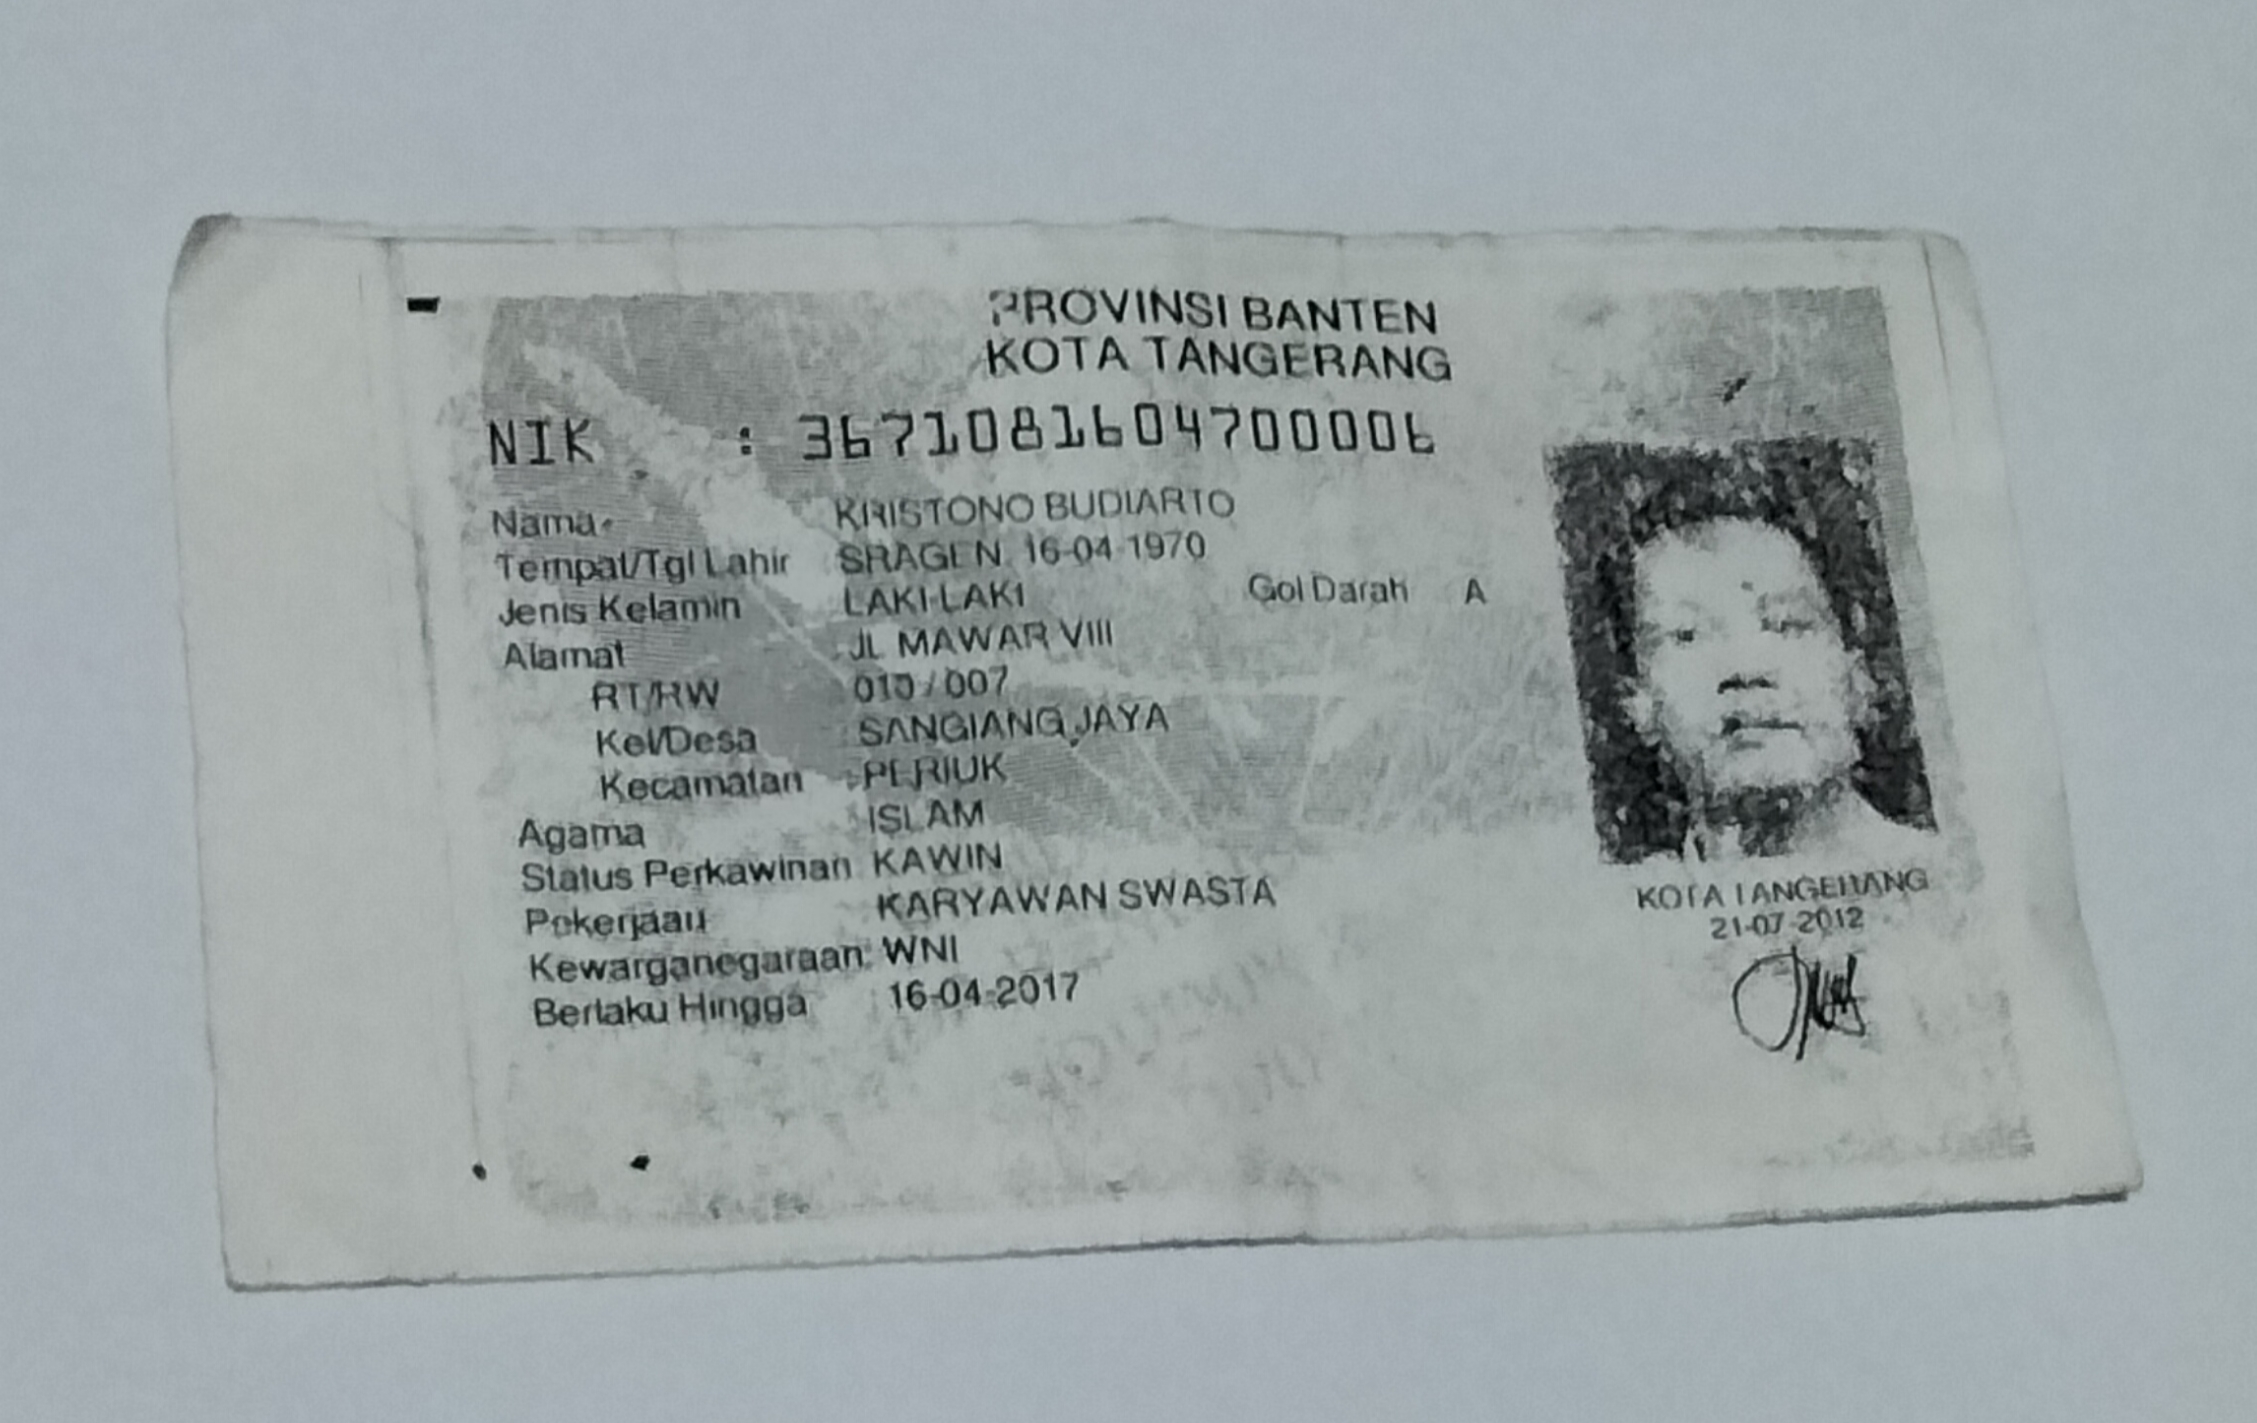 PROVINSI BANTEN
KOTA TANGERANG
NIK : 3671081604700006
Nama KRISTONO BUDIARTO
Tempat/Tgl Lahir SRAGEN, 16-04-1970
Jenis Kelamin LAKI-LAKI Gol Darah A
Alamat JL MAWAR VIII
RT/RW 010 / 007
Kel/Desa SANGIANG JAYA
Kecamatan : PERIUK
Agama ISLAM
Status Perkawinan KAWIN
Pekerjaan KARYAWAN SWASTA
Kewarganegaraan: WNI
Berlaku Hingga 16-04-2017
KOTA TANGERANG
21-07-2012